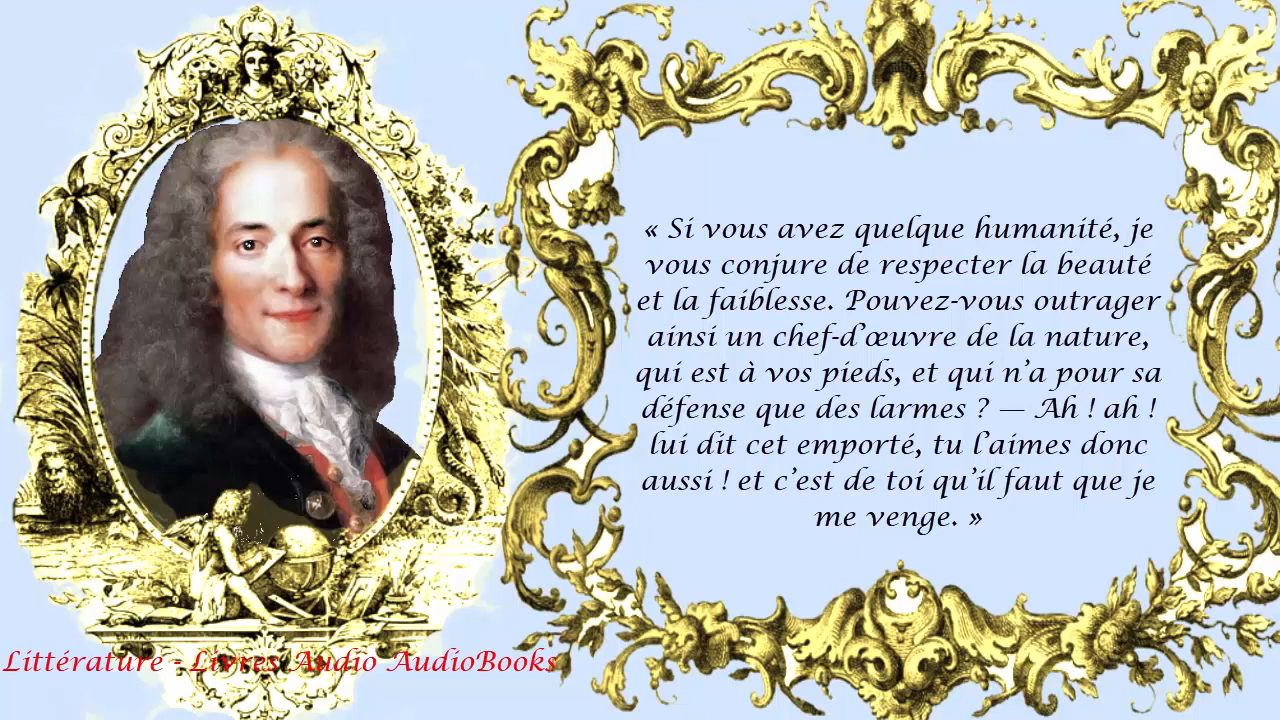 « Si vous avez quelque humanité, je
vous conjure de respecter la beauté
et la faiblesse. Pouvez-vous outrager
ainsi un chef-d’œuvre de la nature,
qui est à vos pieds, et qui n’a pour sa
défense que des larmes ? — Ah ! ah !
lui dit cet emporté, tu l’aimes donc
aussi ! et c’est de toi qu’il faut que je
me venge. »
Littérature - Livres Audio AudioBooks